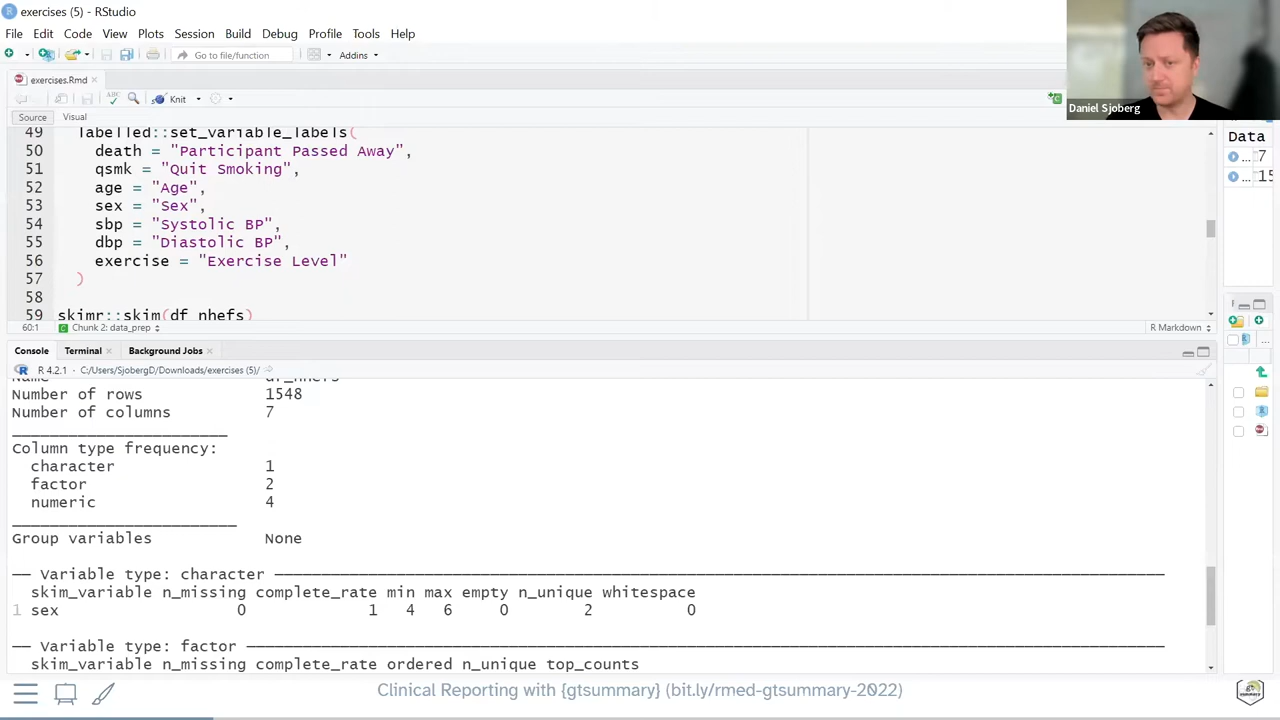 exercises (5) - RStudio
File Edit Code View Plots Session Build Debug Profile Tools Help
Go to file/function Addins
Daniel Sjoberg
exercises.Rmd
ABC Knit
Source Visual
49 labelled::set_variable_labels(
50 death = "Participant Passed Away",
51 qsmk = "Quit Smoking",
52 age = "Age",
53 sex = "Sex",
54 sbp = "Systolic BP",
55 dbp = "Diastolic BP",
56 exercise = "Exercise Level"
57 )
58
59 skimr::skim(df_nhefs)
60:1 Chunk 2: data_prep R Markdown
Data
... 7
... 15
Console Terminal Background Jobs
R 4.2.1 · C:/Users/SjobergD/Downloads/exercises (5)/
Name df_nhefs
Number of rows 1548
Number of columns 7
_______________________
Column type frequency:
character 1
factor 2
numeric 4
________________________
Group variables None
── Variable type: character ──
skim_variable n_missing complete_rate min max empty n_unique whitespace
1 sex 0 1 4 6 0 2 0
── Variable type: factor ──
skim_variable n_missing complete_rate ordered n_unique top_counts
Clinical Reporting with {gtsummary} (bit.ly/rmed-gtsummary-2022)